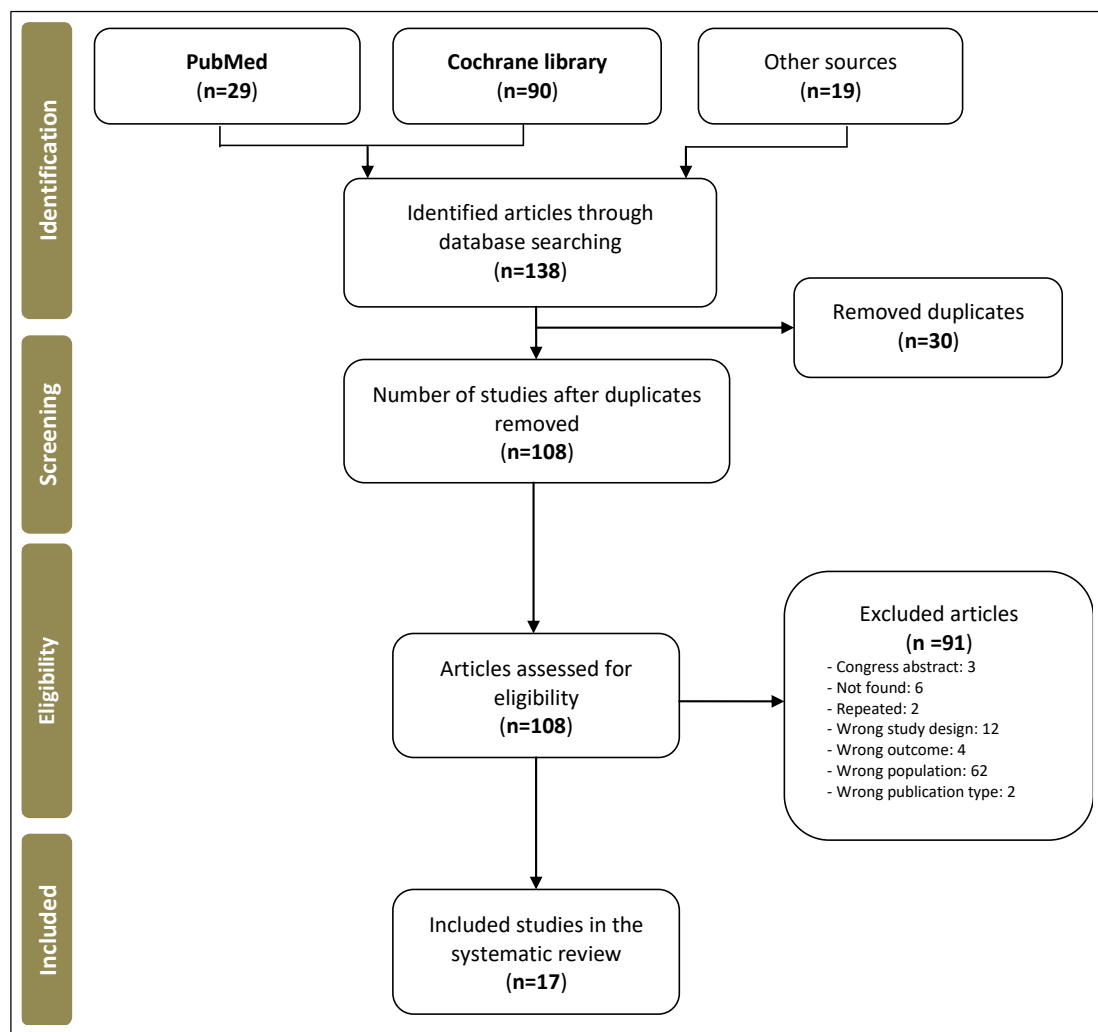 Identification
PubMed
(n=29)
Cochrane library
(n=90)
Other sources
(n=19)
Identified articles through
database searching
(n=138)
Removed duplicates
(n=30)
Screening
Number of studies after duplicates
removed
(n=108)
Eligibility
Articles assessed for
eligibility
(n=108)
Excluded articles
(n =91)
- Congress abstract: 3
- Not found: 6
- Repeated: 2
- Wrong study design: 12
- Wrong outcome: 4
- Wrong population: 62
- Wrong publication type: 2
Included
Included studies in the
systematic review
(n=17)